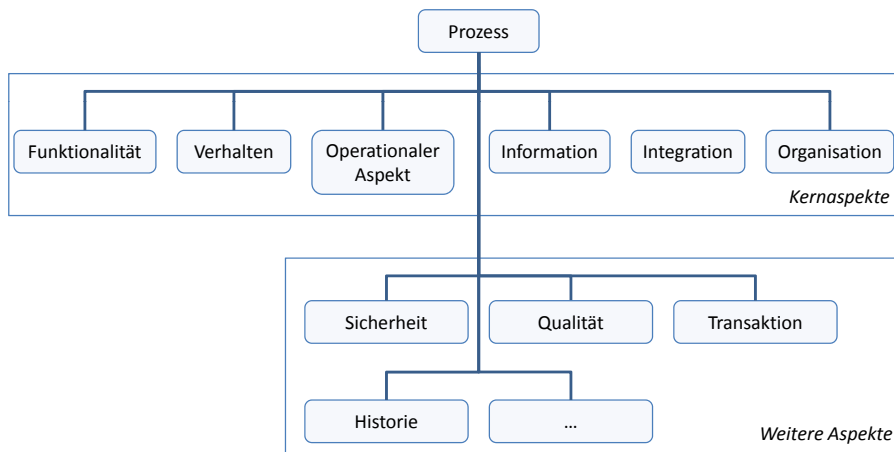 Prozess
Funktionalität
Verhalten
Operationaler
Aspekt
Information
Integration
Organisation
Kernaspekte
Sicherheit
Qualität
Transaktion
Historie
...
Weitere Aspekte